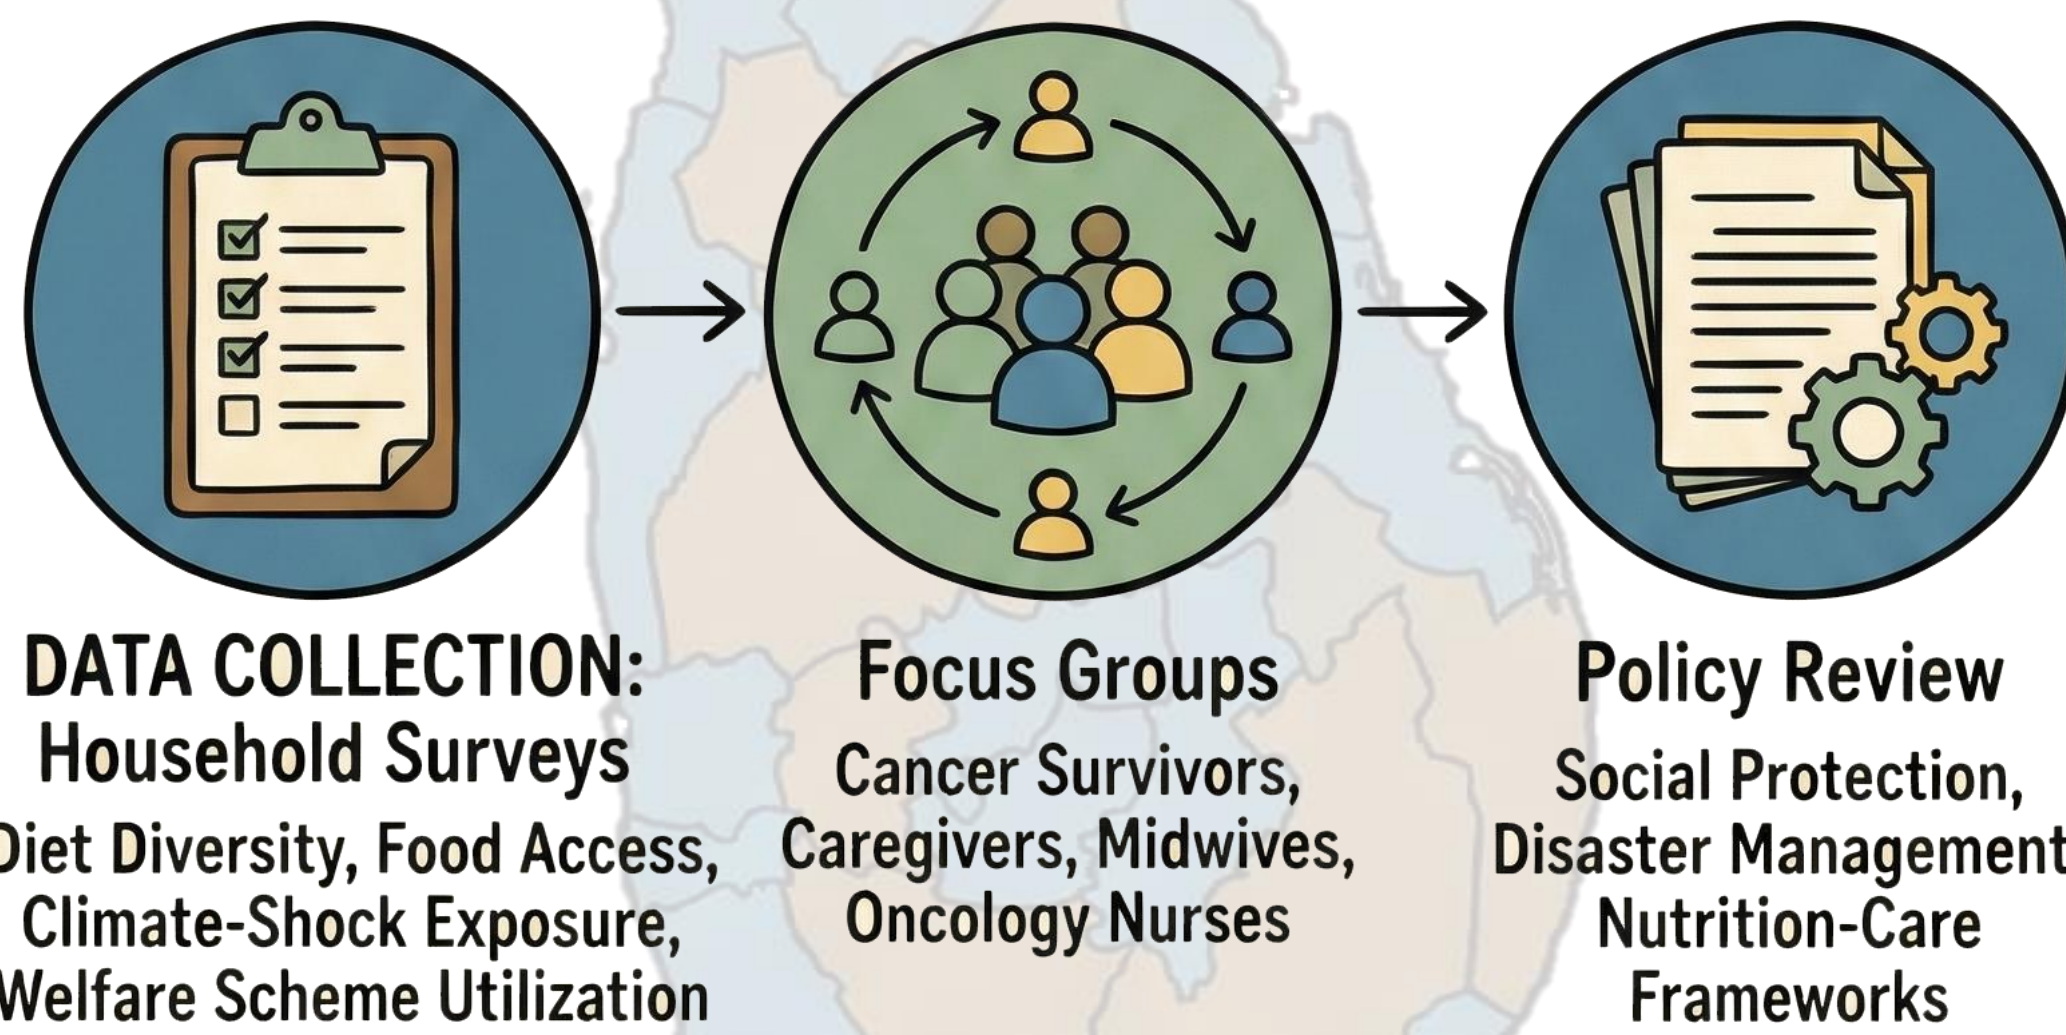 DATA COLLECTION:
Household Surveys
Diet Diversity, Food Access,
Climate-Shock Exposure,
Welfare Scheme Utilization
Focus Groups
Cancer Survivors,
Caregivers, Midwives,
Oncology Nurses
Policy Review
Social Protection,
Disaster Management
Nutrition-Care
Frameworks